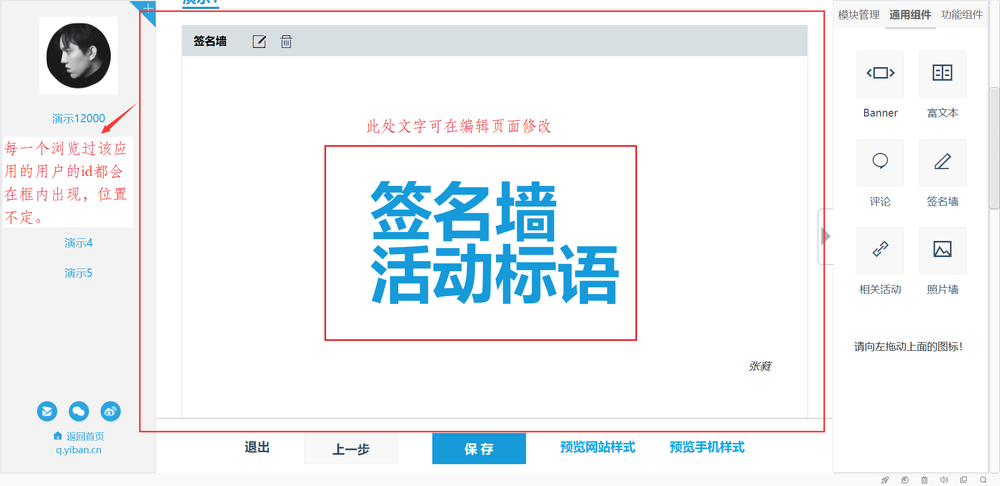 演示1
模块管理 通用组件 功能组件
签名墙
演示12000
每一个浏览过该应
用的用户的id都会
在框内出现，位置
不定。
演示4
演示5
返回首页
q.yiban.cn
此处文字可在编辑页面修改
签名墙
活动标语
张蕤
退出
上一步
保存
预览网站样式
预览手机样式
Banner
富文本
评论
签名墙
相关活动
照片墙
请向左拖动上面的图标！